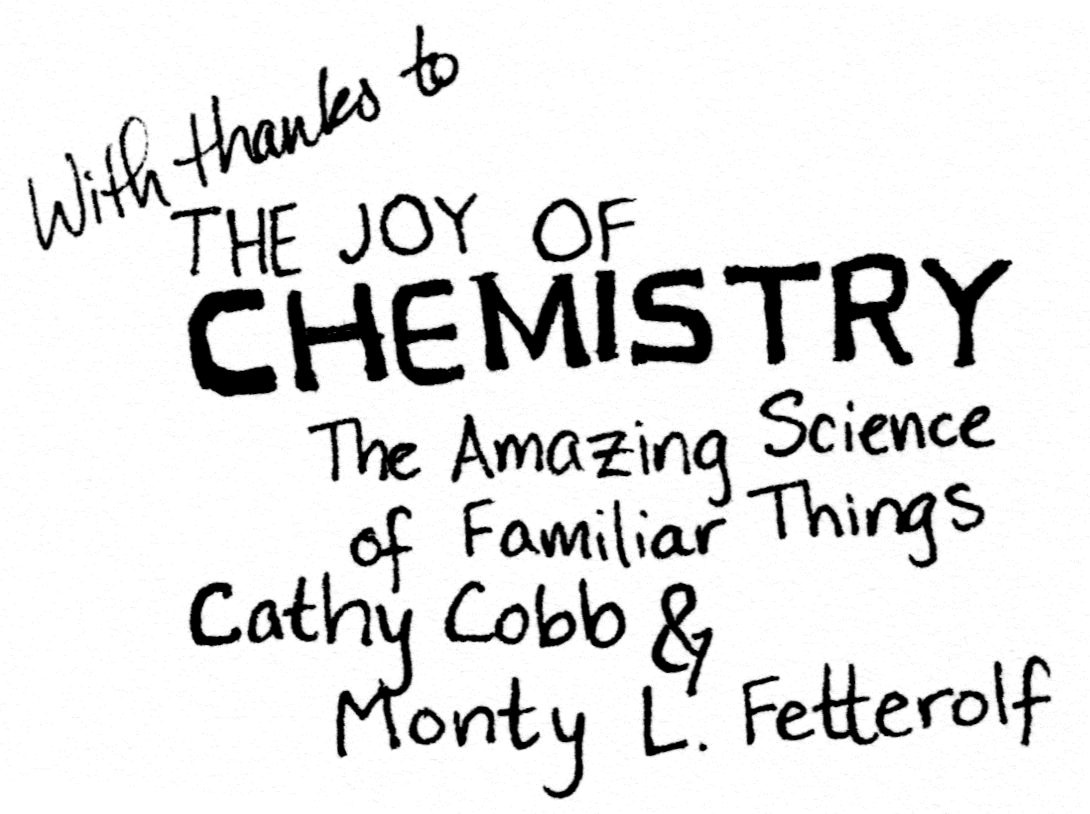 With thanks to
THE JOY OF
CHEMISTRY
The Amazing Science
of Familiar Things
Cathy Cobb &
Monty L. Fetterolf